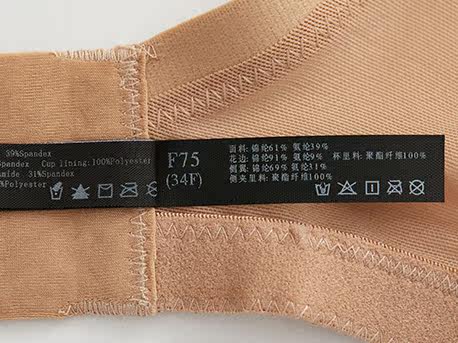 39%Spandex
Spandex Cup lining:100%Polyester
amide 31%Spandex
%Polyester
F75
(34F)
面料: 锦纶61% 氨纶39%
花边: 锦纶91% 氨纶9% 杯里料: 聚酯纤维100%
侧翼: 锦纶69% 氨纶31%
侧夹里料: 聚酯纤维100%